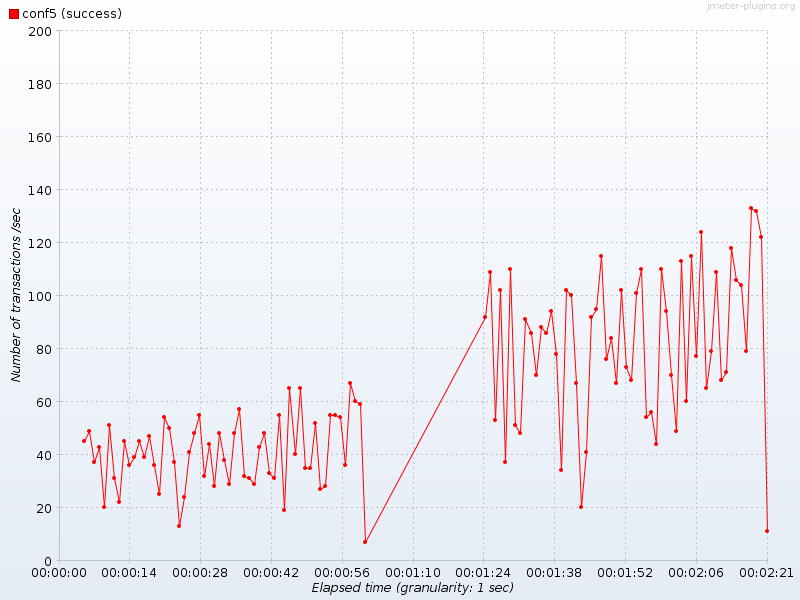 jmeter-plugins.org
conf5 (success)
200
180
160
140
120
100
80
60
40
20
0
Number of transactions /sec
00:00:00 00:00:14 00:00:28 00:00:42 00:00:56 00:01:10 00:01:24 00:01:38 00:01:52 00:02:06 00:02:21
Elapsed time (granularity: 1 sec)